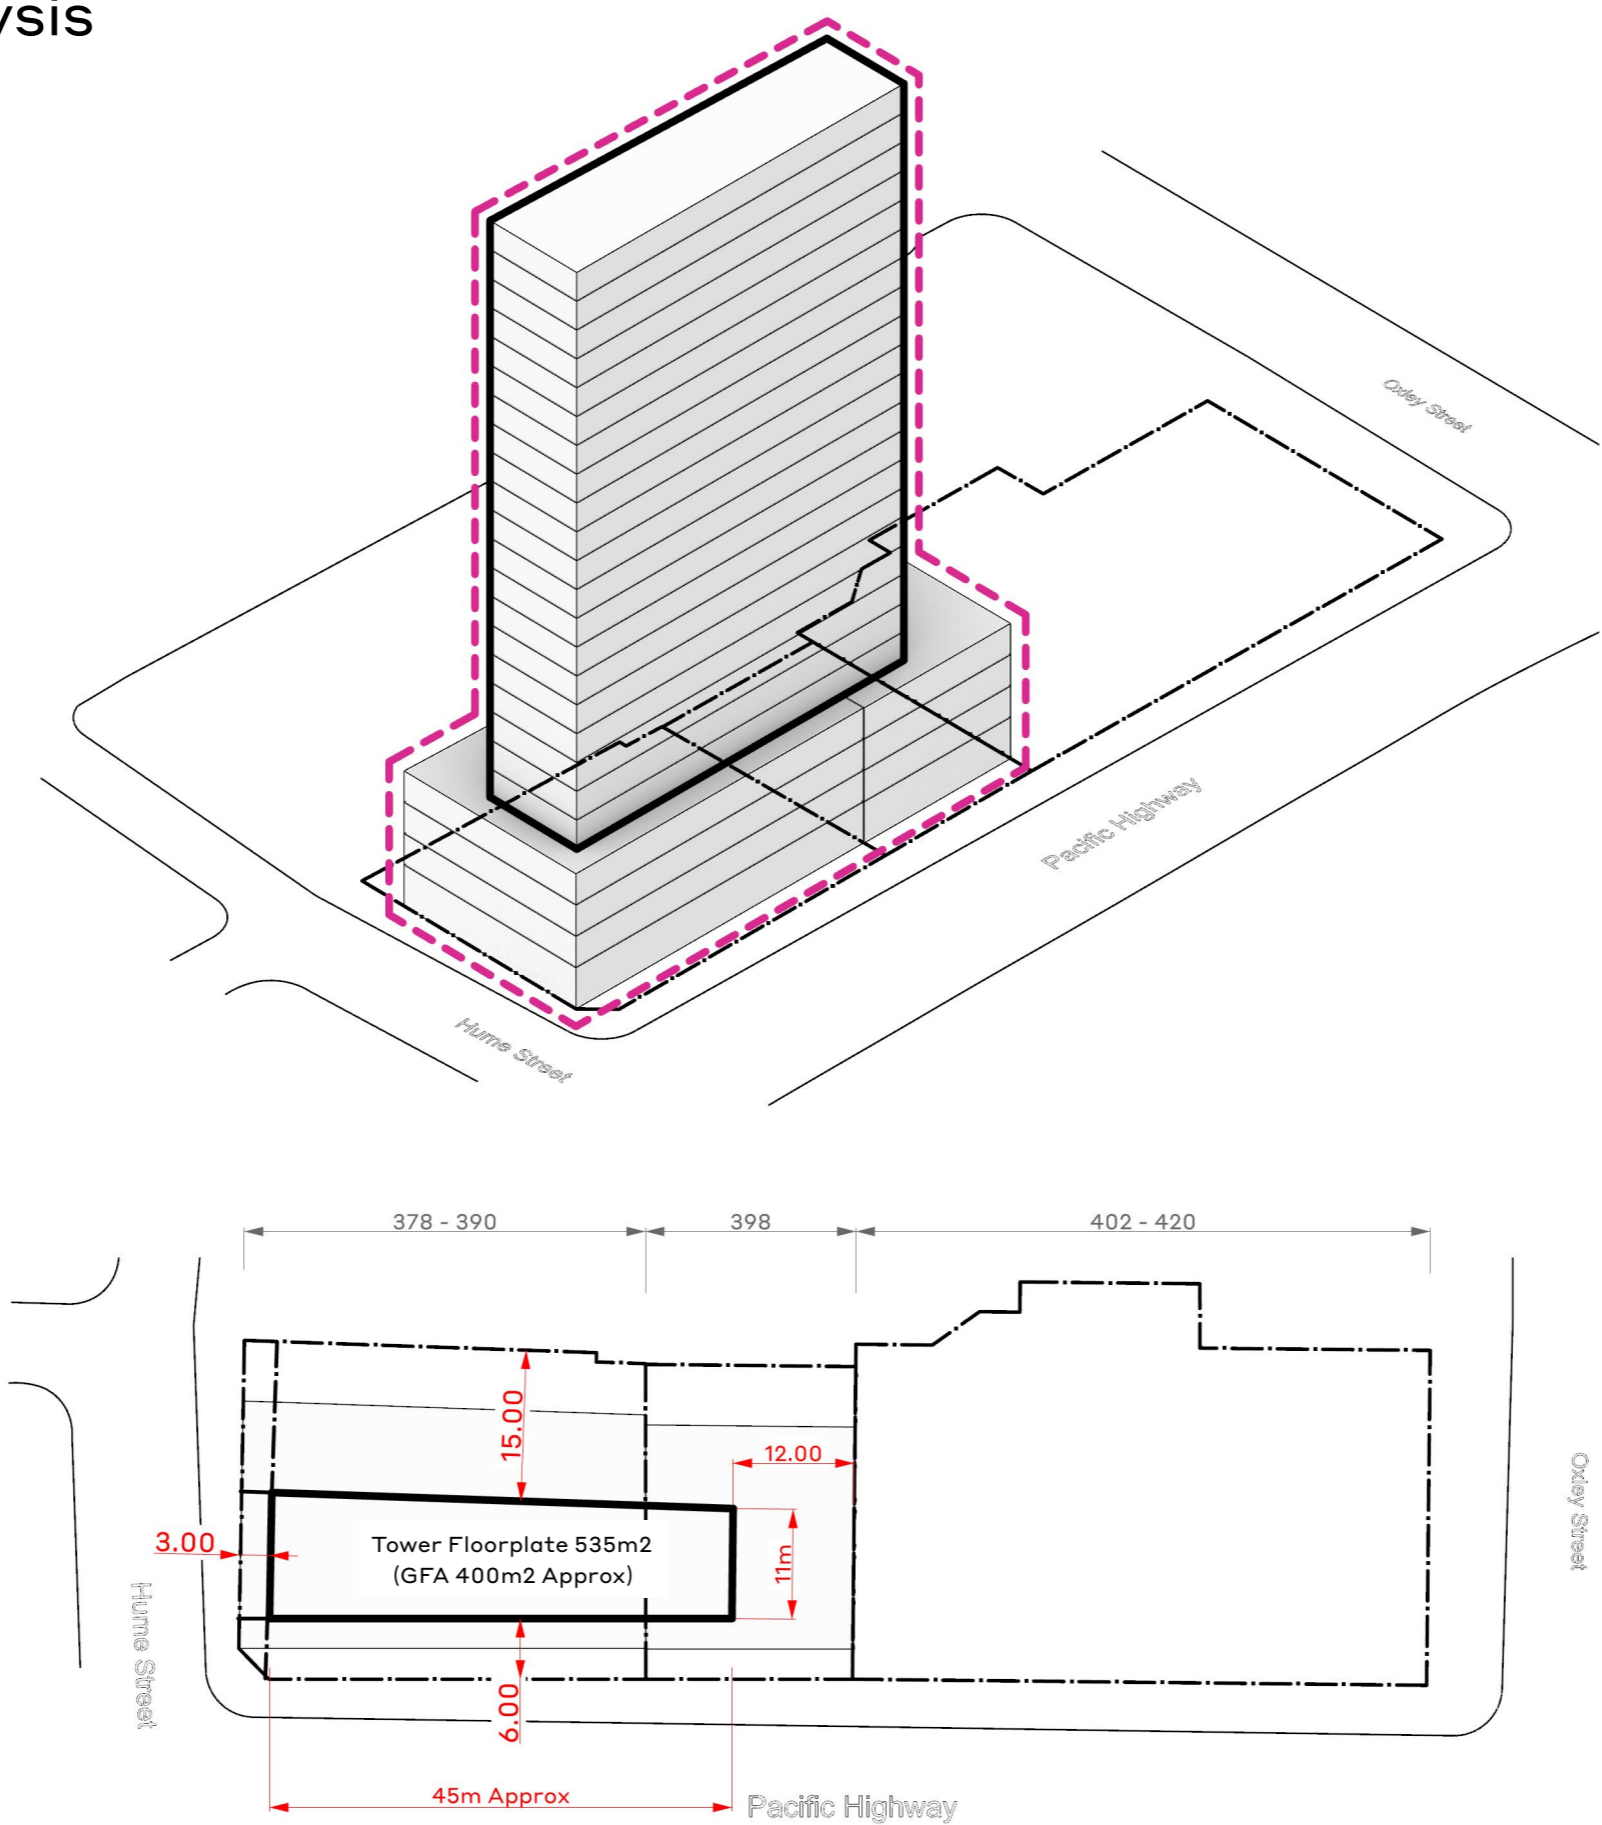 ysis
Oxley Street
Pacific Highway
Hume Street
378 - 390
398
402 - 420
15.00
12.00
3.00
Tower Floorplate 535m2
(GFA 400m2 Approx)
11m
Oxley Street
Hume Street
6.00
45m Approx
Pacific Highway